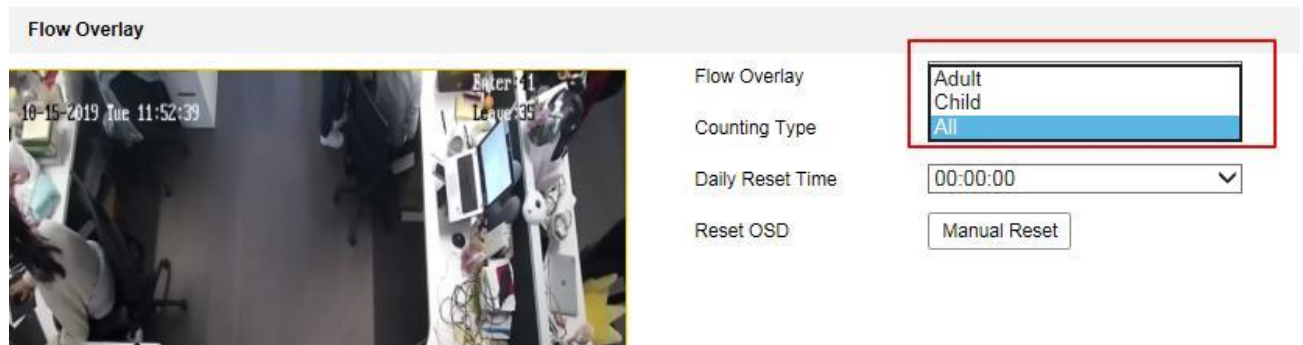 Flow Overlay
Enter:41
10-15-2019 Tue 11:52:39
Leave:35
Flow Overlay
Adult
Child
Counting Type
All
Daily Reset Time
00:00:00
Reset OSD
Manual Reset